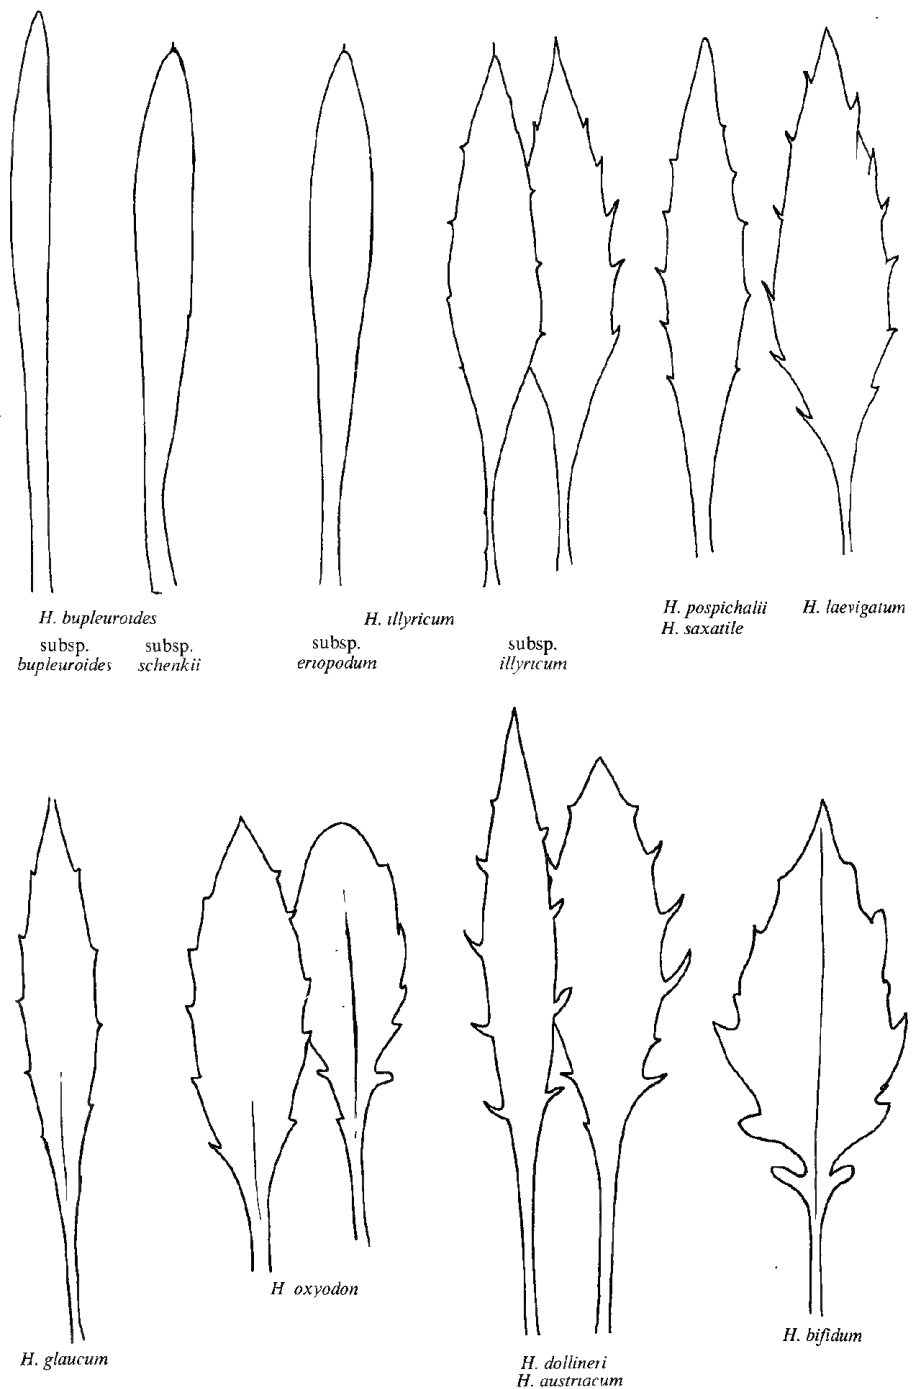 H. bupleuroides
H. illyricum
H. pospichalii
H. laevigatum
H. saxatile
subsp.
bupleuroides
subsp.
schenkii
subsp.
eriopodum
subsp.
illyricum
H. glaucum
H oxyodon
H. dollineri
H. austriacum
H. bifidum